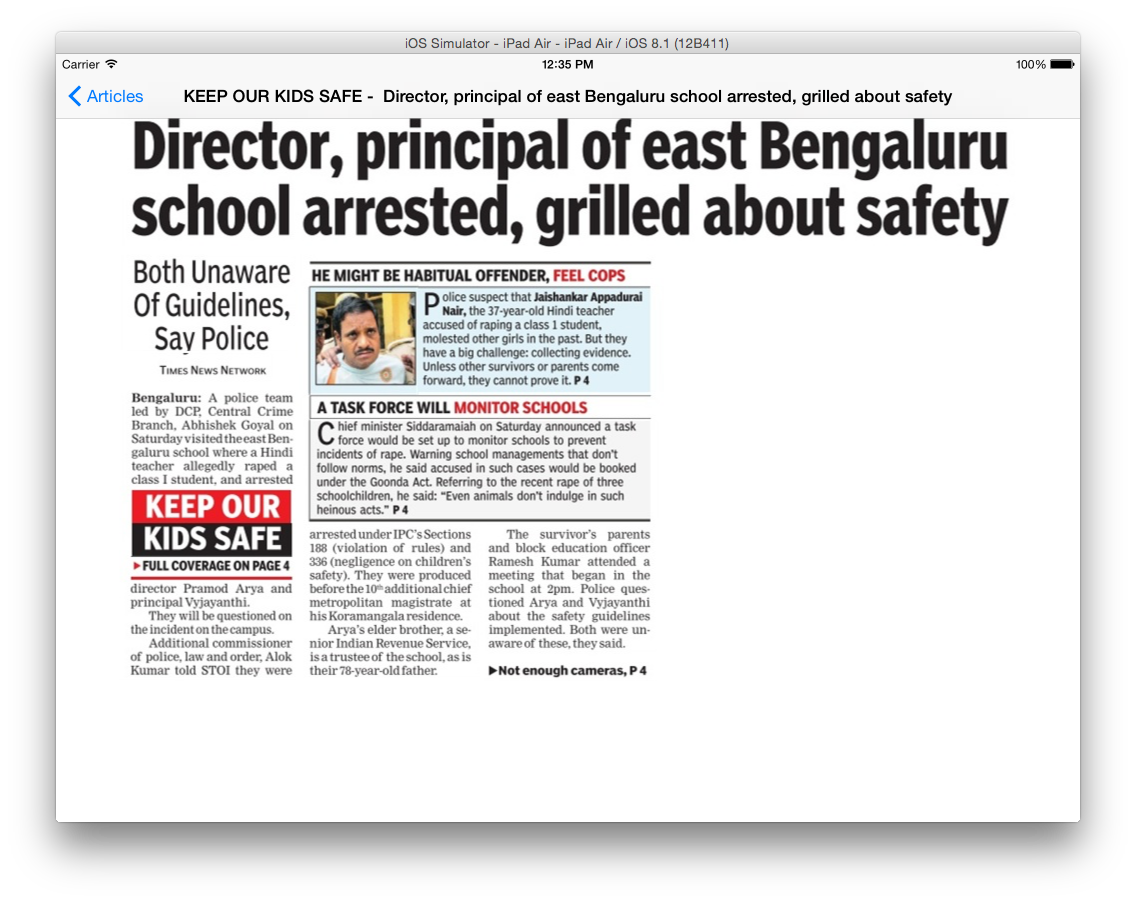 iOS Simulator - iPad Air - iPad Air / iOS 8.1 (12B411)
Carrier
12:35 PM
100%
Articles
KEEP OUR KIDS SAFE - Director, principal of east Bengaluru school arrested, grilled about safety
Director, principal of east Bengaluru
school arrested, grilled about safety
Both Unaware
Of Guidelines,
Say Police
TIMES NEWS NETWORK
Bengaluru: A police team
led by DCP, Central Crime
Branch, Abhishek Goyal on
Saturday visited the east Ben-
galuru school where a Hindi
teacher allegedly raped a
class I student, and arrested
KEEP OUR
KIDS SAFE
▶FULL COVERAGE ON PAGE 4
director Pramod Arya and
principal Vyjayanthi.
They will be questioned on
the incident on the campus.
Additional commissioner
of police, law and order, Alok
Kumar told STOI they were
HE MIGHT BE HABITUAL OFFENDER, FEEL COPS
Police suspect that Jaishankar Appadurai
Nair, the 37-year-old Hindi teacher
accused of raping a class 1 student,
molested other girls in the past. But they
have a big challenge: collecting evidence.
Unless other survivors or parents come
forward, they cannot prove it. P 4
A TASK FORCE WILL MONITOR SCHOOLS
Chief minister Siddaramaiah on Saturday announced a task
force would be set up to monitor schools to prevent
incidents of rape. Warning school managements that don't
follow norms, he said accused in such cases would be booked
under the Goonda Act. Referring to the recent rape of three
schoolchildren, he said: “Even animals don't indulge in such
heinous acts.” P 4
arrested under IPC's Sections
188 (violation of rules) and
336 (negligence on children's
safety). They were produced
before the 10th additional chief
metropolitan magistrate at
his Koramangala residence.
Arya's elder brother, a se-
nior Indian Revenue Service,
is a trustee of the school, as is
their 78-year-old father.
The survivor's parents
and block education officer
Ramesh Kumar attended a
meeting that began in the
school at 2pm. Police ques-
tioned Arya and Vyjayanthi
about the safety guidelines
implemented. Both were un-
aware of these, they said.
▶Not enough cameras, P 4